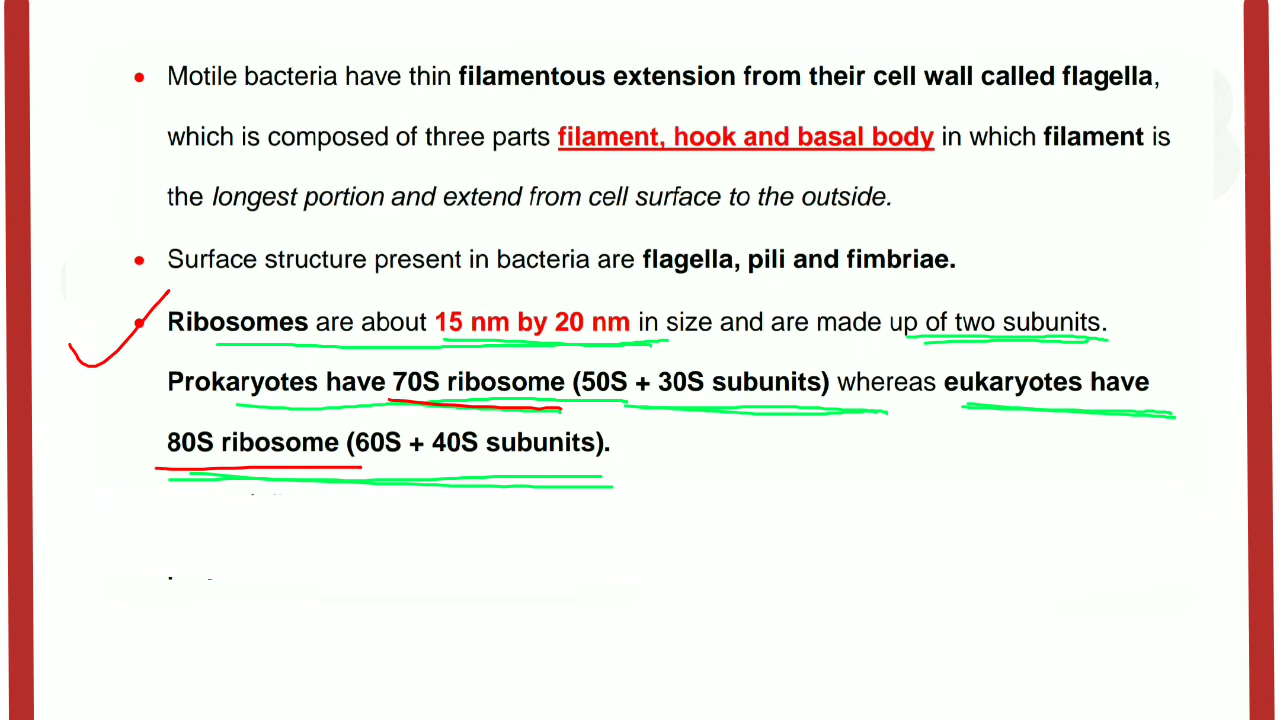 Motile bacteria have thin filamentous extension from their cell wall called flagella,
which is composed of three parts filament, hook and basal body in which filament is
the longest portion and extend from cell surface to the outside.
Surface structure present in bacteria are flagella, pili and fimbriae.
Ribosomes are about 15 nm by 20 nm in size and are made up of two subunits.
Prokaryotes have 70S ribosome (50S + 30S subunits) whereas eukaryotes have
80S ribosome (60S + 40S subunits).